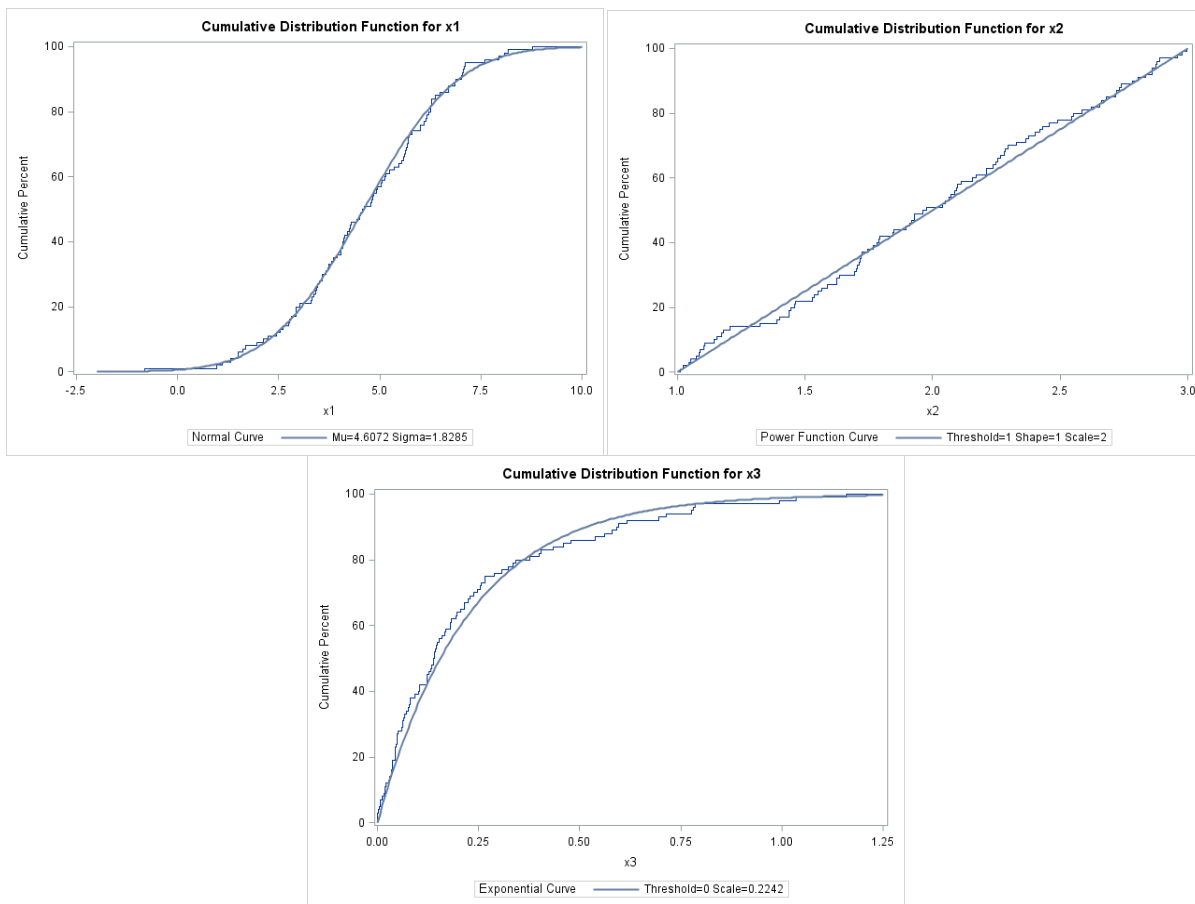 Cumulative Distribution Function for x1
100
80
60
40
20
0
Cumulative Percent
-2.5 0.0 2.5 5.0 7.5 10.0
x1
Normal Curve Mu=4.6072 Sigma=1.8285
Cumulative Distribution Function for x2
100
80
60
40
20
0
Cumulative Percent
1.0 1.5 2.0 2.5 3.0
x2
Power Function Curve Threshold=1 Shape=1 Scale=2
Cumulative Distribution Function for x3
100
80
60
40
20
0
Cumulative Percent
0.00 0.25 0.50 0.75 1.00 1.25
x3
Exponential Curve Threshold=0 Scale=0.2242